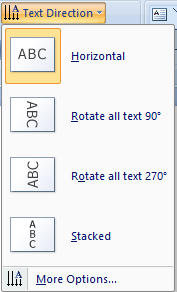 Text Direction
ABC
Horizontal
ABC
Rotate all text 90°
ABC
Rotate all text 270°
A
B
C
Stacked
More Options...